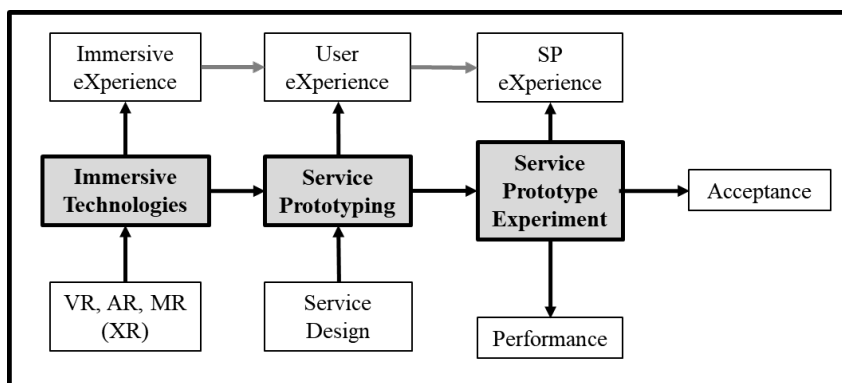 Immersive
eXperience
User
eXperience
SP
eXperience
Immersive
Technologies
Service
Prototyping
Service
Prototype
Experiment
Acceptance
VR, AR, MR
(XR)
Service
Design
Performance